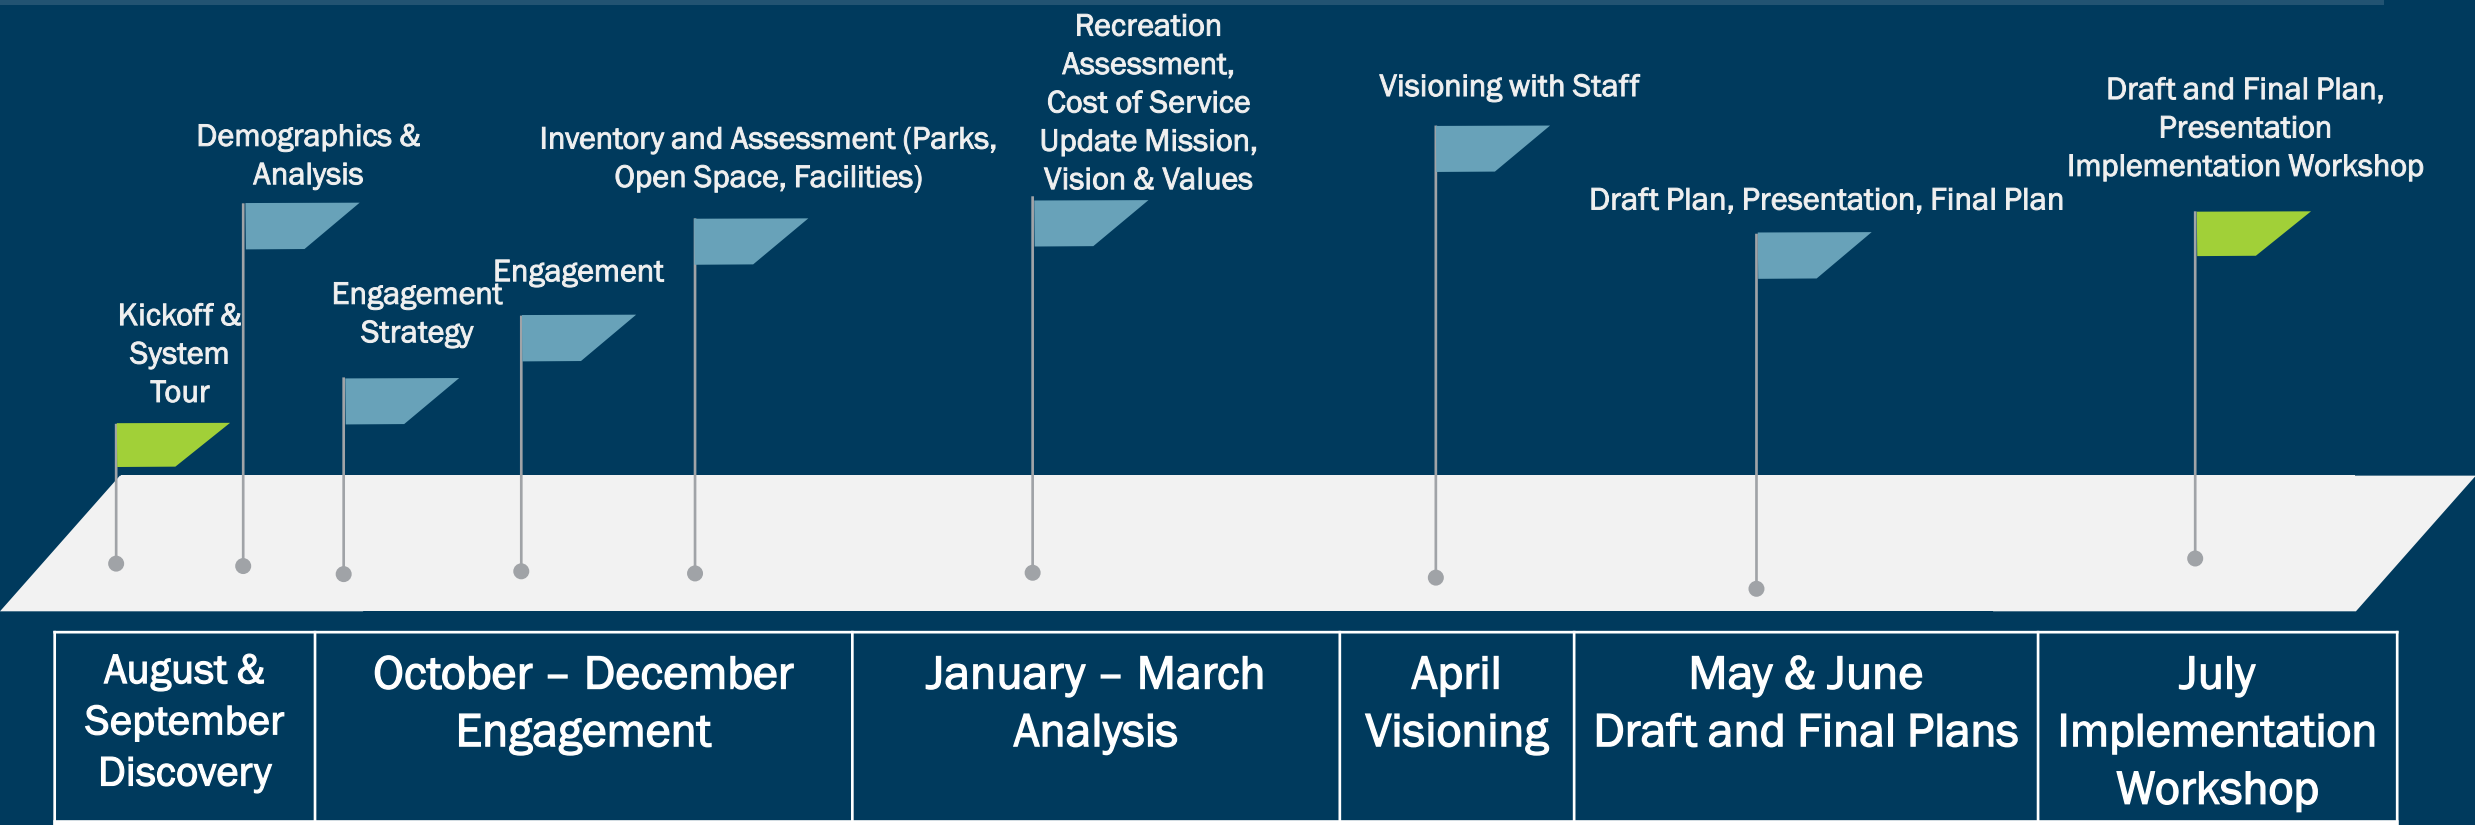 Kickoff &
System
Tour
Demographics &
Analysis
Engagement
Strategy
Engagement
Inventory and Assessment (Parks,
Open Space, Facilities)
Recreation
Assessment,
Cost of Service
Update Mission,
Vision & Values
Visioning with Staff
Draft Plan, Presentation, Final Plan
Draft and Final Plan,
Presentation
Implementation Workshop
August &
September
Discovery
October – December
Engagement
January – March
Analysis
April
Visioning
May & June
Draft and Final Plans
July
Implementation
Workshop